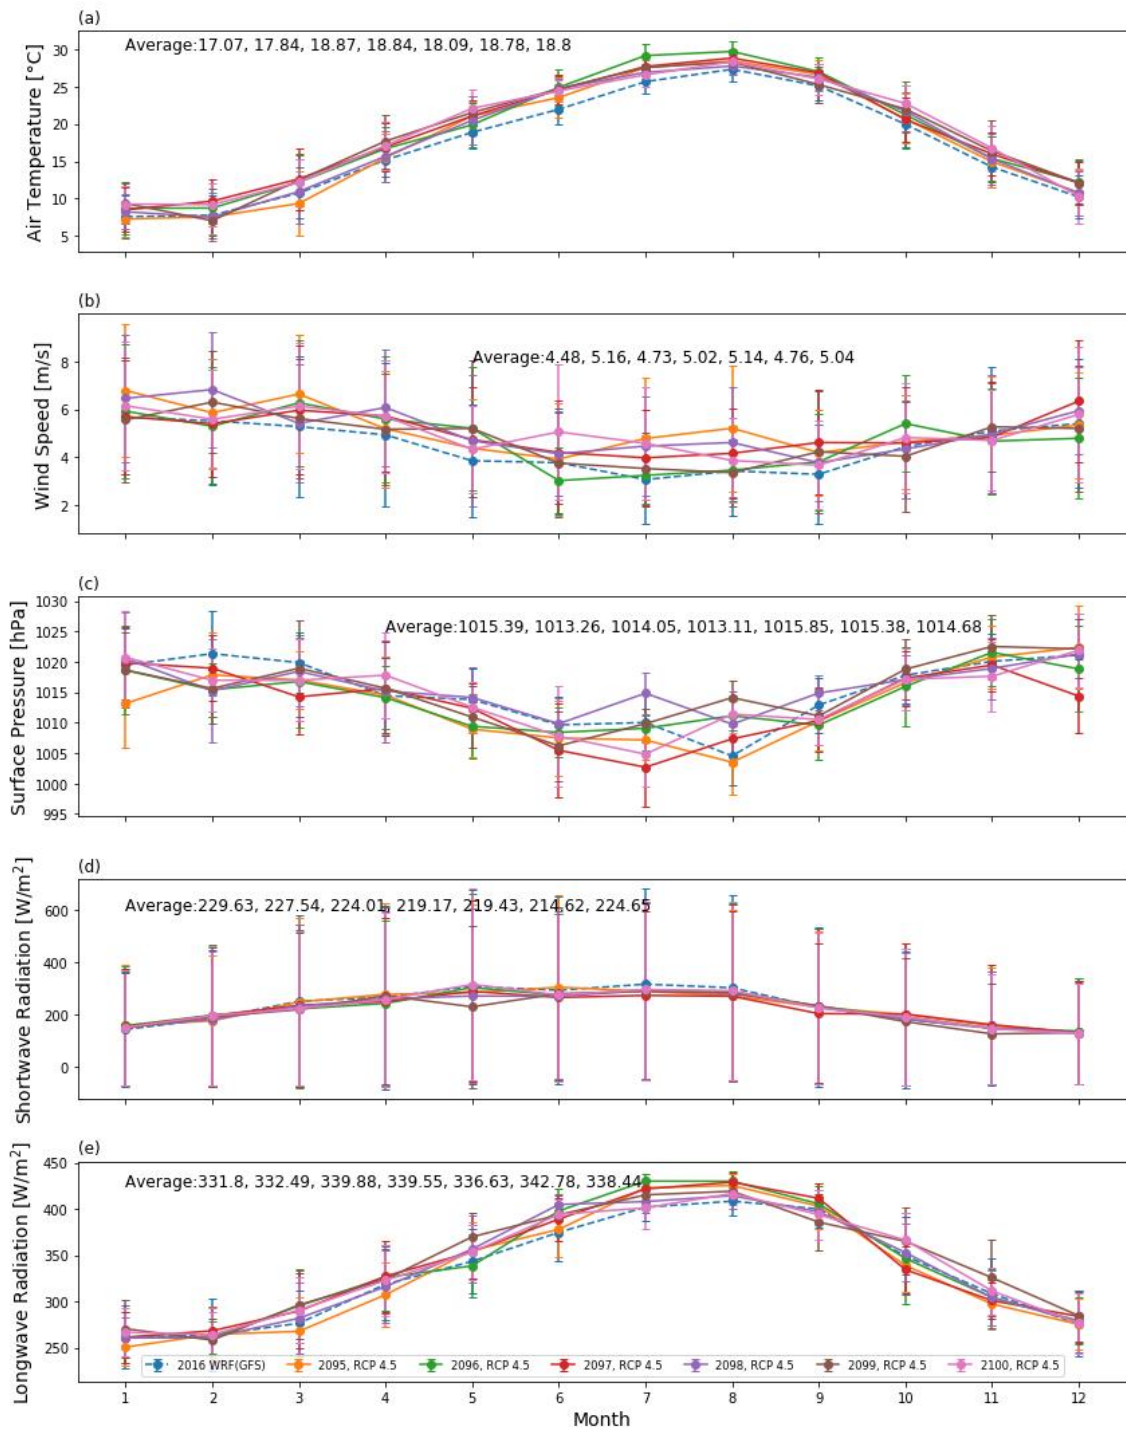 (a)
Average:17.07, 17.84, 18.87, 18.84, 18.09, 18.78, 18.8
Air Temperature [°C]
30
25
20
15
10
5
(b)
Average:4.48, 5.16, 4.73, 5.02, 5.14, 4.76, 5.04
Wind Speed [m/s]
8
6
4
2
(c)
Average:1015.39, 1013.26, 1014.05, 1013.11, 1015.85, 1015.38, 1014.68
Surface Pressure [hPa]
1030
1025
1020
1015
1010
1005
1000
995
(d)
Average:229.63, 227.54, 224.01, 219.17, 219.43, 214.62, 224.65
Shortwave Radiation [W/m²]
600
400
200
0
(e)
Average:331.8, 332.49, 339.88, 339.55, 336.63, 342.78, 338.44
Longwave Radiation [W/m²]
450
400
350
300
250
2016 WRF(GFS) 2095, RCP 4.5 2096, RCP 4.5 2097, RCP 4.5 2098, RCP 4.5 2099, RCP 4.5 2100, RCP 4.5
1 2 3 4 5 6 7 8 9 10 11 12
Month